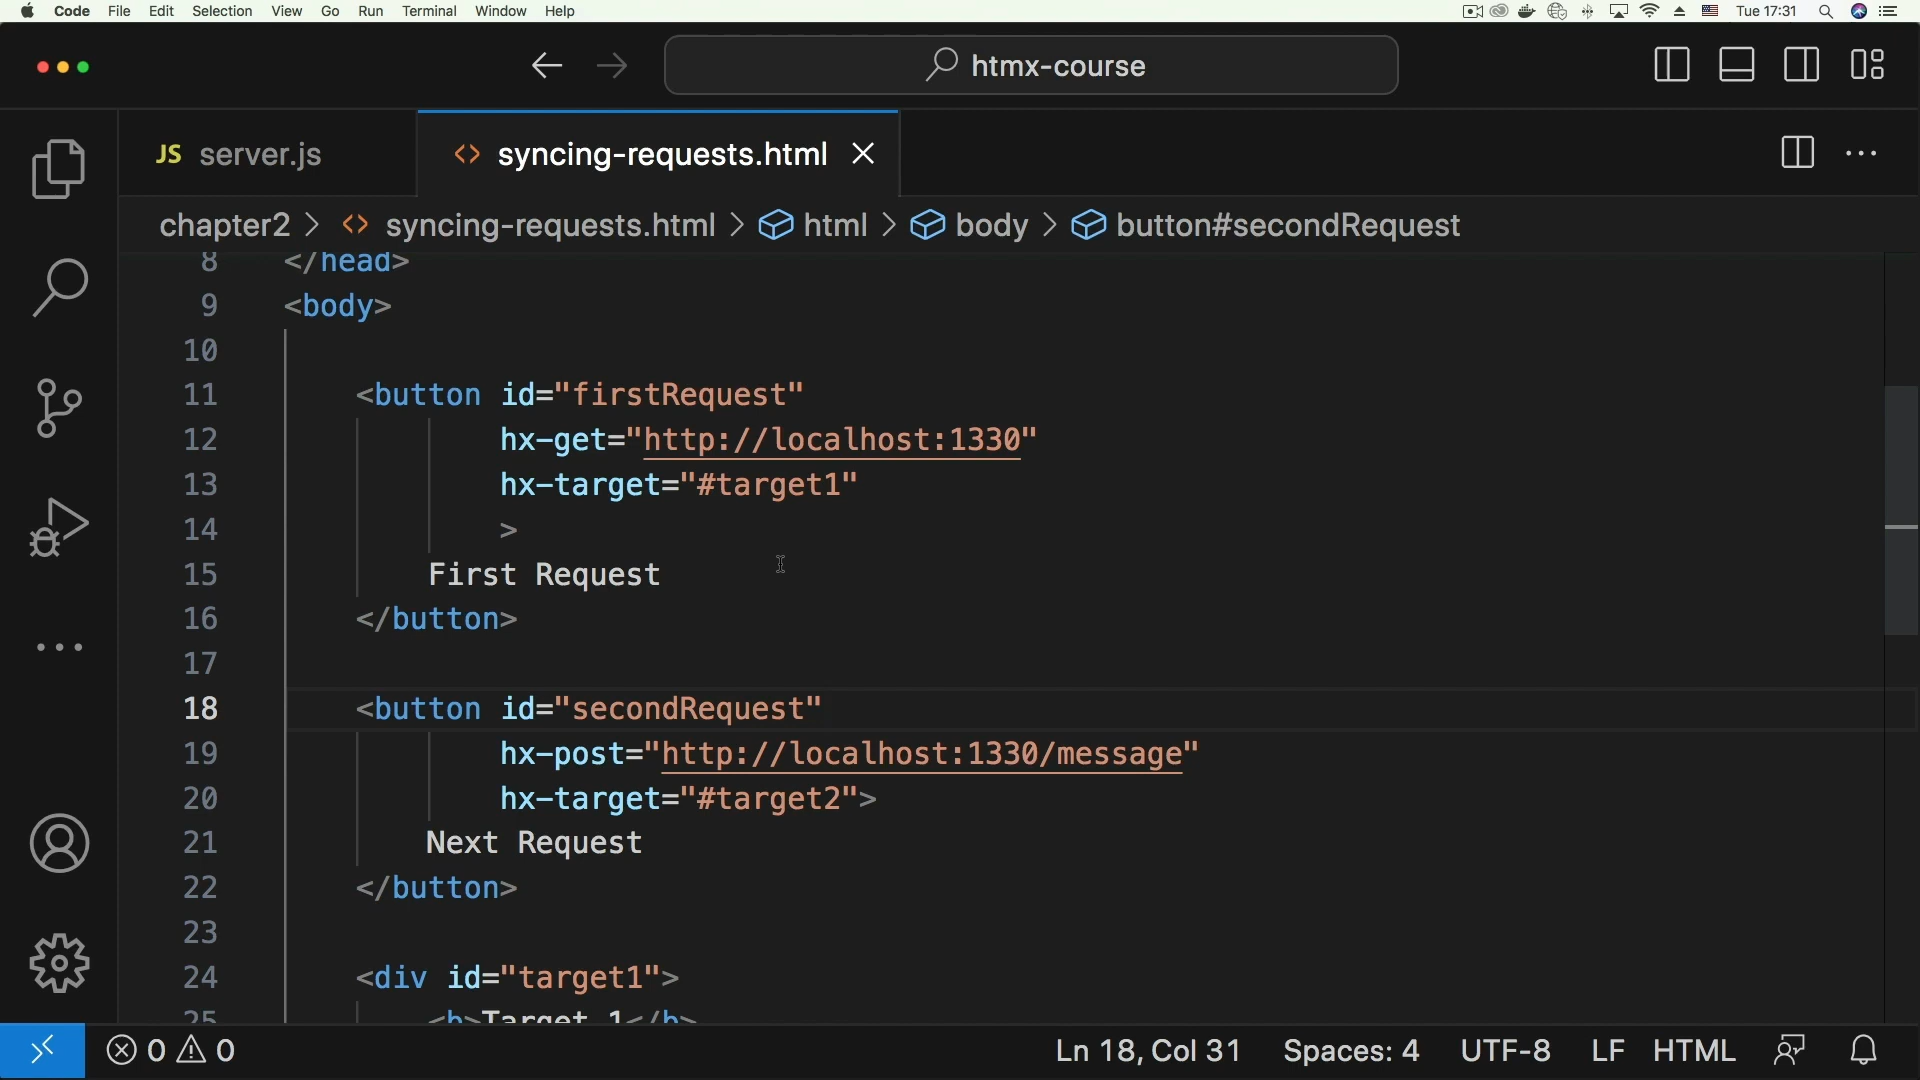 Code File Edit Selection View Go Run Terminal Window Help Tue 17:31
htmx-course
JS server.js <> syncing-requests.html
chapter2 > <> syncing-requests.html > html > body > button#secondRequest
8 </head>
9 <body>
10
11 <button id="firstRequest"
12 hx-get="http://localhost:1330"
13 hx-target="#target1"
14 >
15 First Request
16 </button>
17
18 <button id="secondRequest"
19 hx-post="http://localhost:1330/message"
20 hx-target="#target2">
21 Next Request
22 </button>
23
24 <div id="target1">
25 <b>Target 1</b>
0 0 Ln 18, Col 31 Spaces: 4 UTF-8 LF HTML